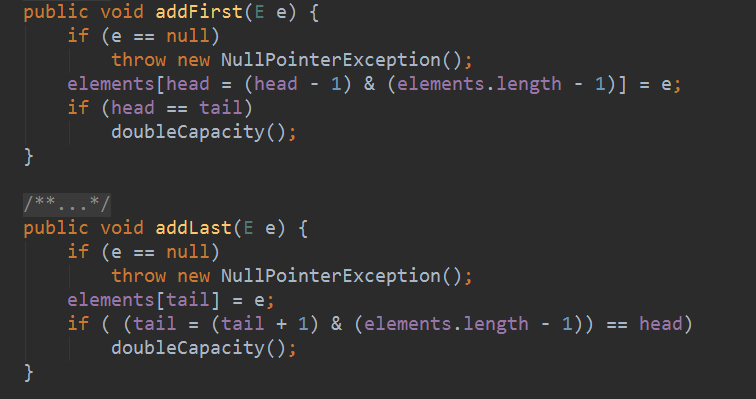 public void addFirst(E e) {
if (e == null)
throw new NullPointerException();
elements[head = (head - 1) & (elements.length - 1)] = e;
if (head == tail)
doubleCapacity();
}
/**...*/
public void addLast(E e) {
if (e == null)
throw new NullPointerException();
elements[tail] = e;
if ( (tail = (tail + 1) & (elements.length - 1)) == head)
doubleCapacity();
}